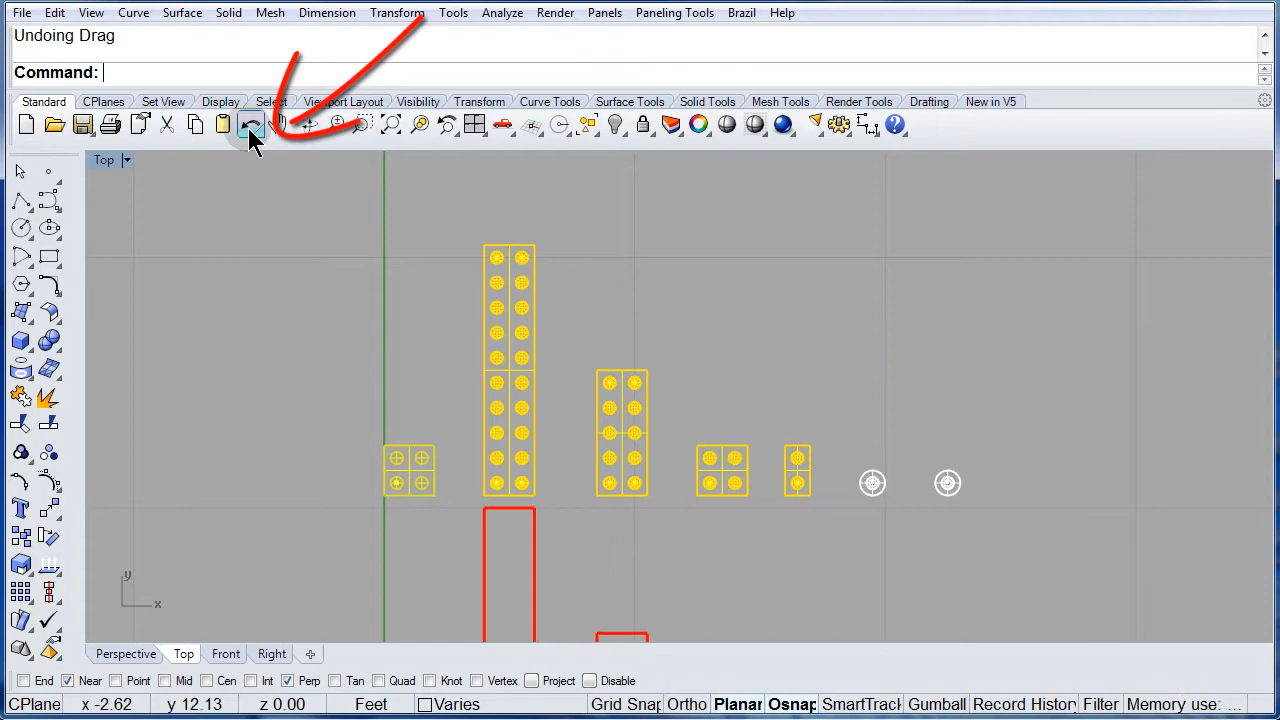 File Edit View Curve Surface Solid Mesh Dimension Transform Tools Analyze Render Panels Paneling Tools Brazil Help
Undoing Drag
Command:
Standard CPlanes Set View Display Select Viewport Layout Visibility Transform Curve Tools Surface Tools Solid Tools Mesh Tools Render Tools Drafting New in V5
Top
y
x
Perspective Top Front Right
End Near Point Mid Cen Int Perp Tan Quad Knot Vertex Project Disable
CPlane x -2.62 y 12.13 z 0.00 Feet Varies Grid Snap Ortho Planar Osnap SmartTrack Gumball Record History Filter Memory use: ...